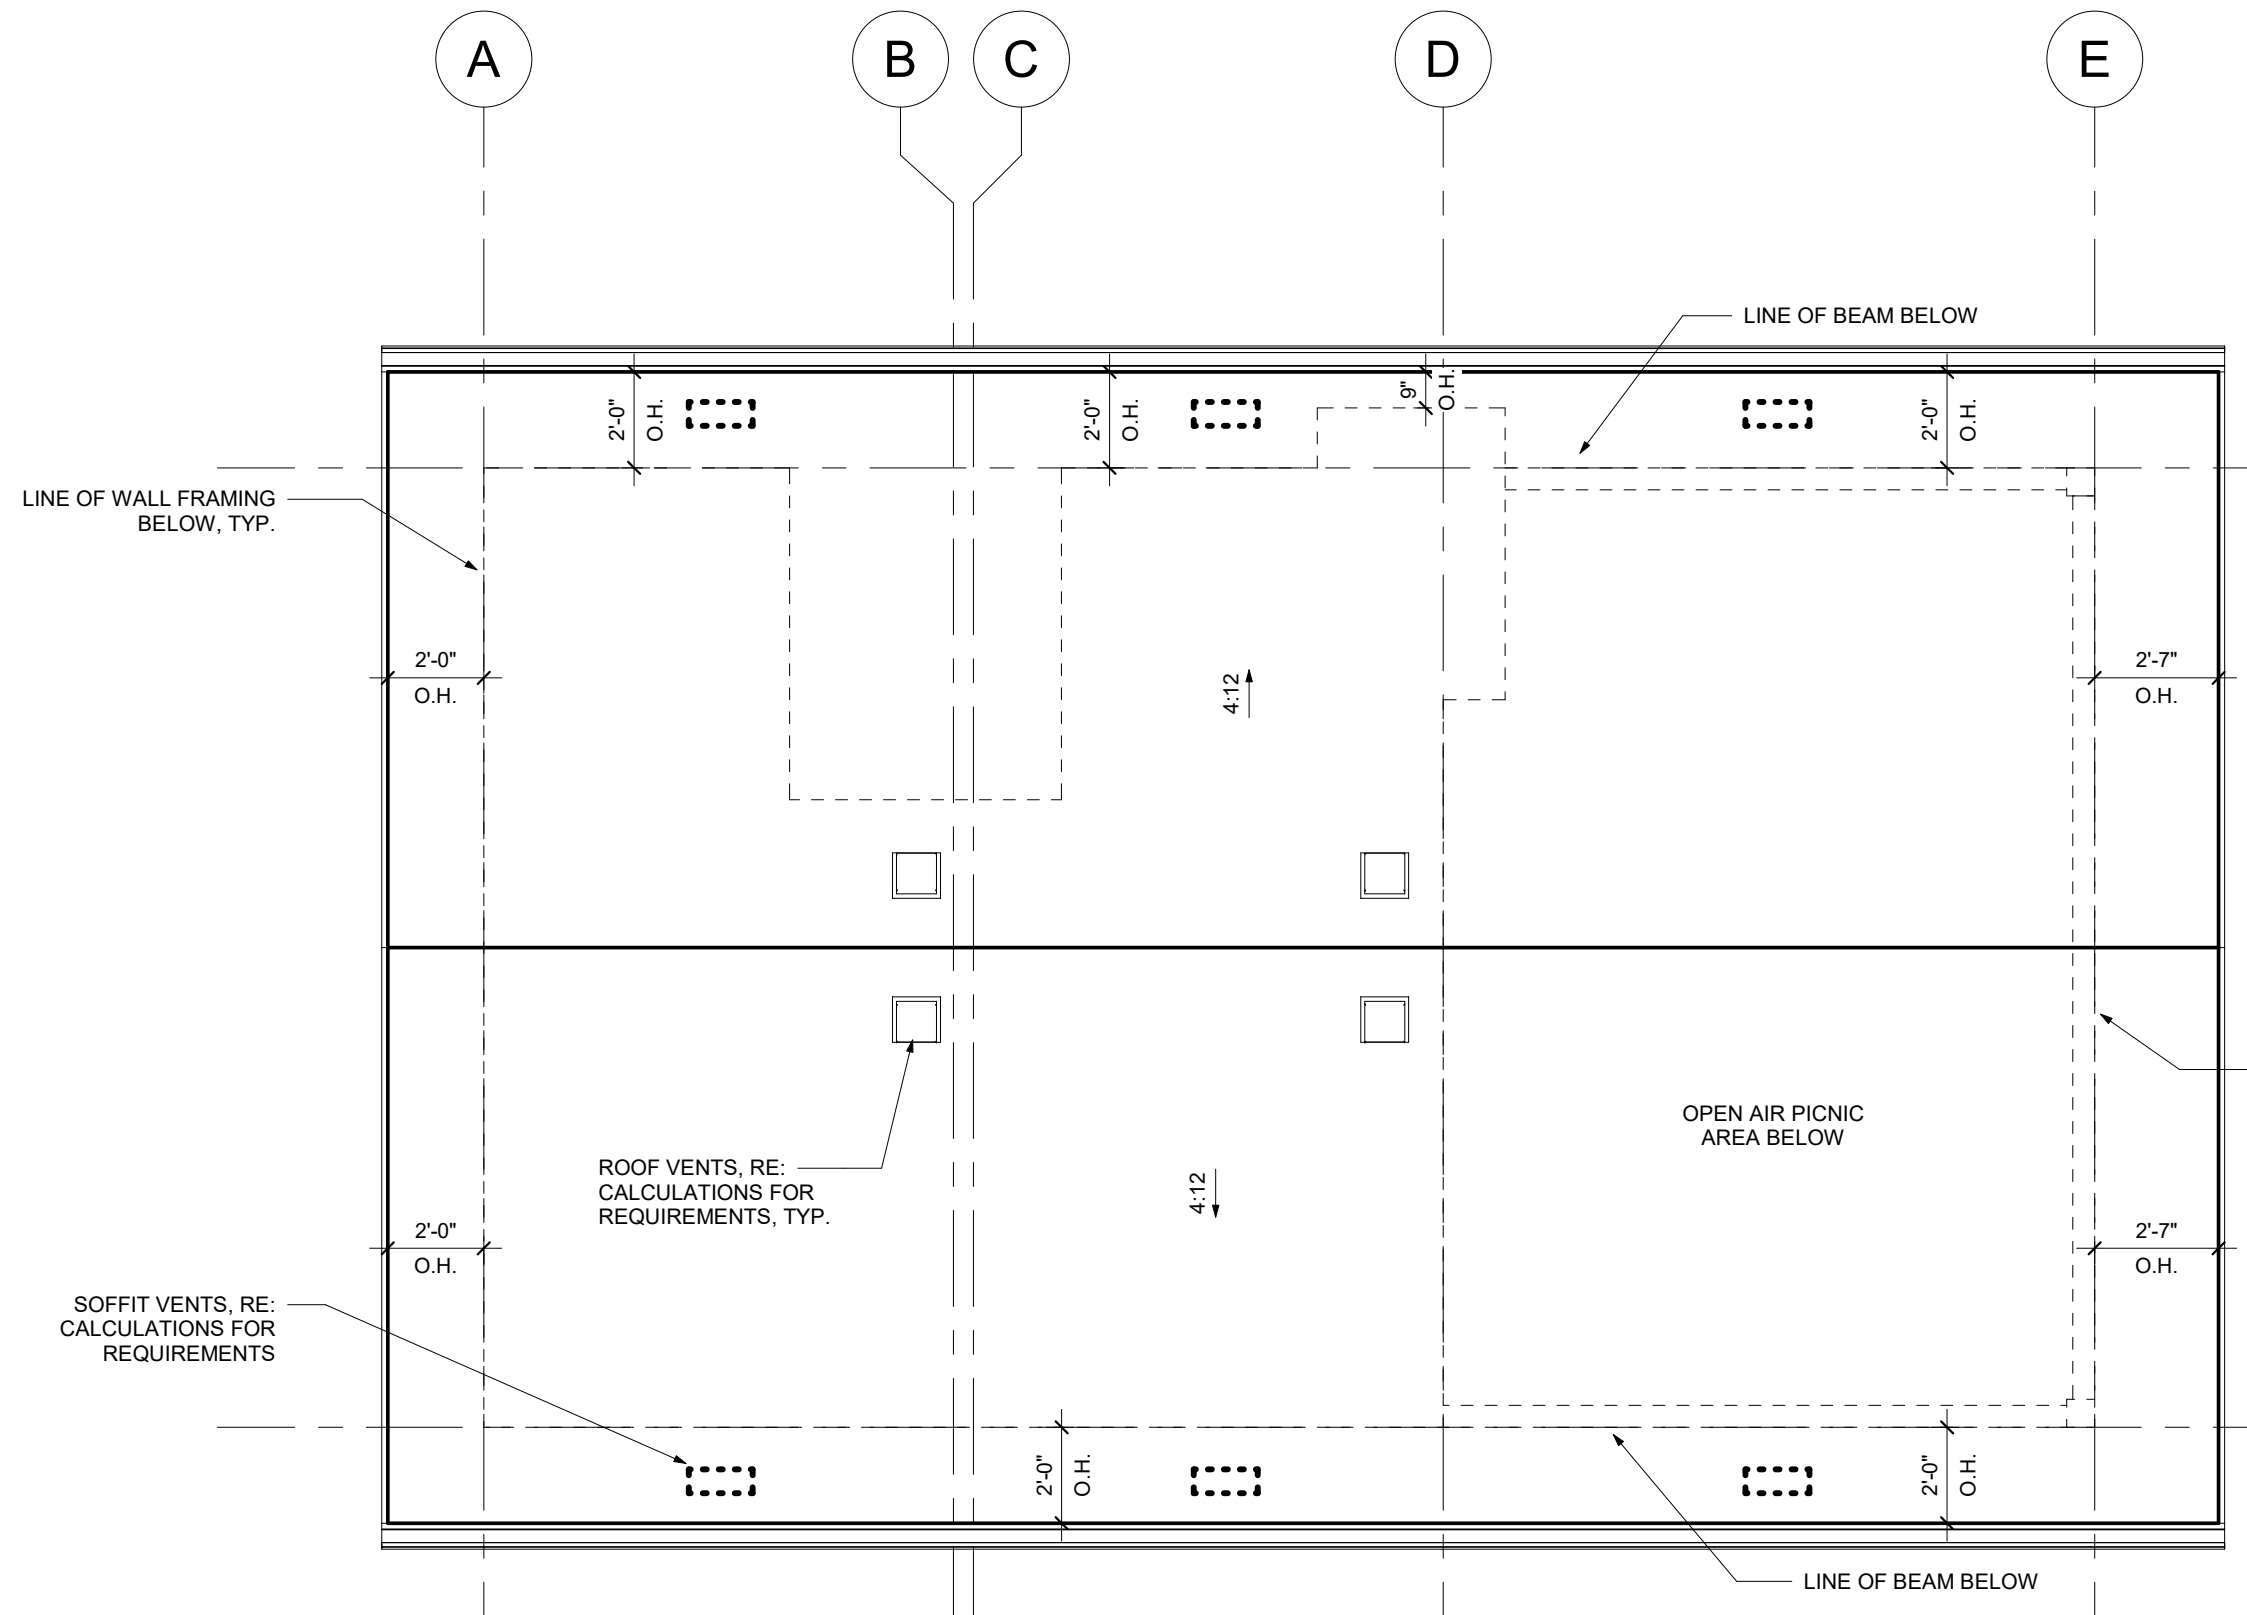 A
B
C
D
E
LINE OF BEAM BELOW
2'-0"
O.H.
2'-0"
O.H.
9"
O.H.
2'-0"
O.H.
LINE OF WALL FRAMING
BELOW, TYP.
2'-0"
O.H.
4:12
2'-7"
O.H.
OPEN AIR PICNIC
AREA BELOW
ROOF VENTS, RE:
CALCULATIONS FOR
REQUIREMENTS, TYP.
4:12
2'-0"
O.H.
2'-7"
O.H.
SOFFIT VENTS, RE:
CALCULATIONS FOR
REQUIREMENTS
2'-0"
O.H.
2'-0"
O.H.
LINE OF BEAM BELOW